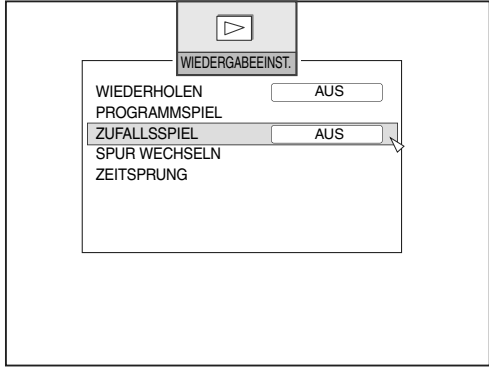 WIEDERGABEEINST.
WIEDERHOLEN AUS
PROGRAMMSPIEL
ZUFALLSSPIEL AUS
SPUR WECHSELN
ZEITSPRUNG